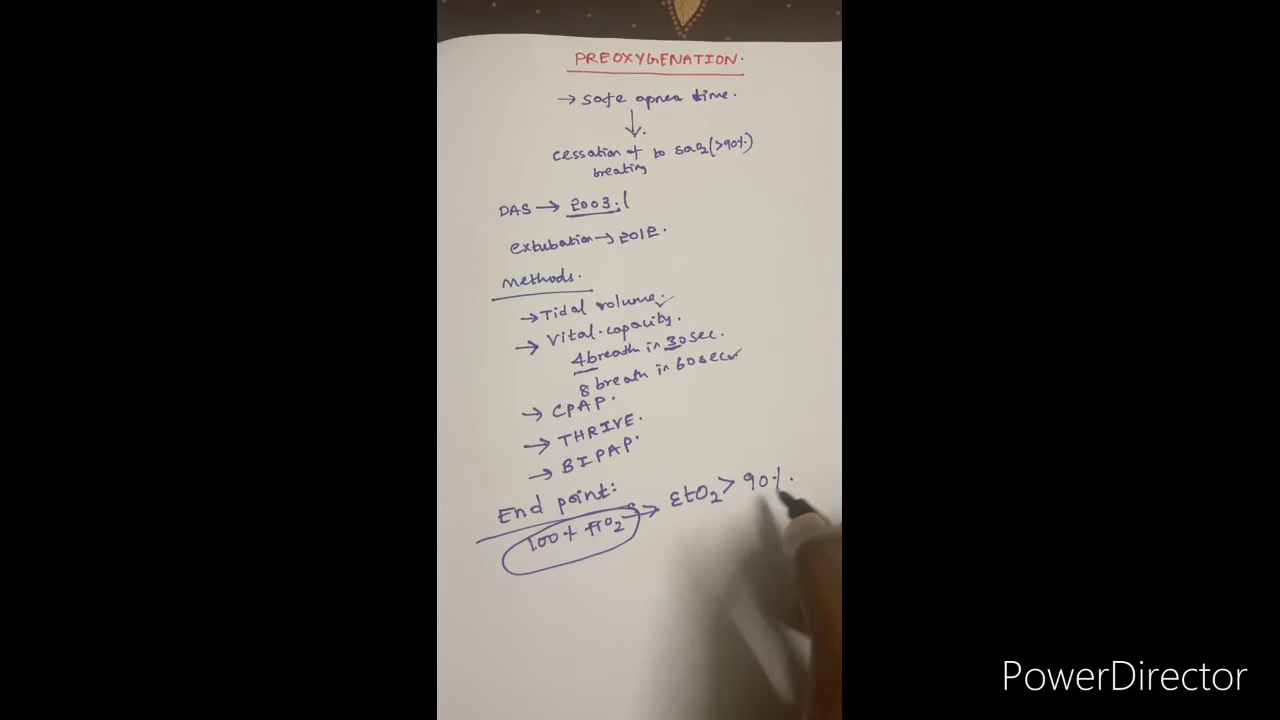 PREOXYGENATION.
→ safe apnea time.
↓
cessation of breating to SaO2 (>90%)
DAS → 2003.
extubation → 2012.
Methods.
→ Tidal volume. ✓
→ Vital capacity.
4 breath in 30 sec.
8 breath in 60 sec ✓
→ CPAP.
→ THRIVE.
→ BIPAP.
End point:
100% FIO2 → EtO2 > 90%.
PowerDirector